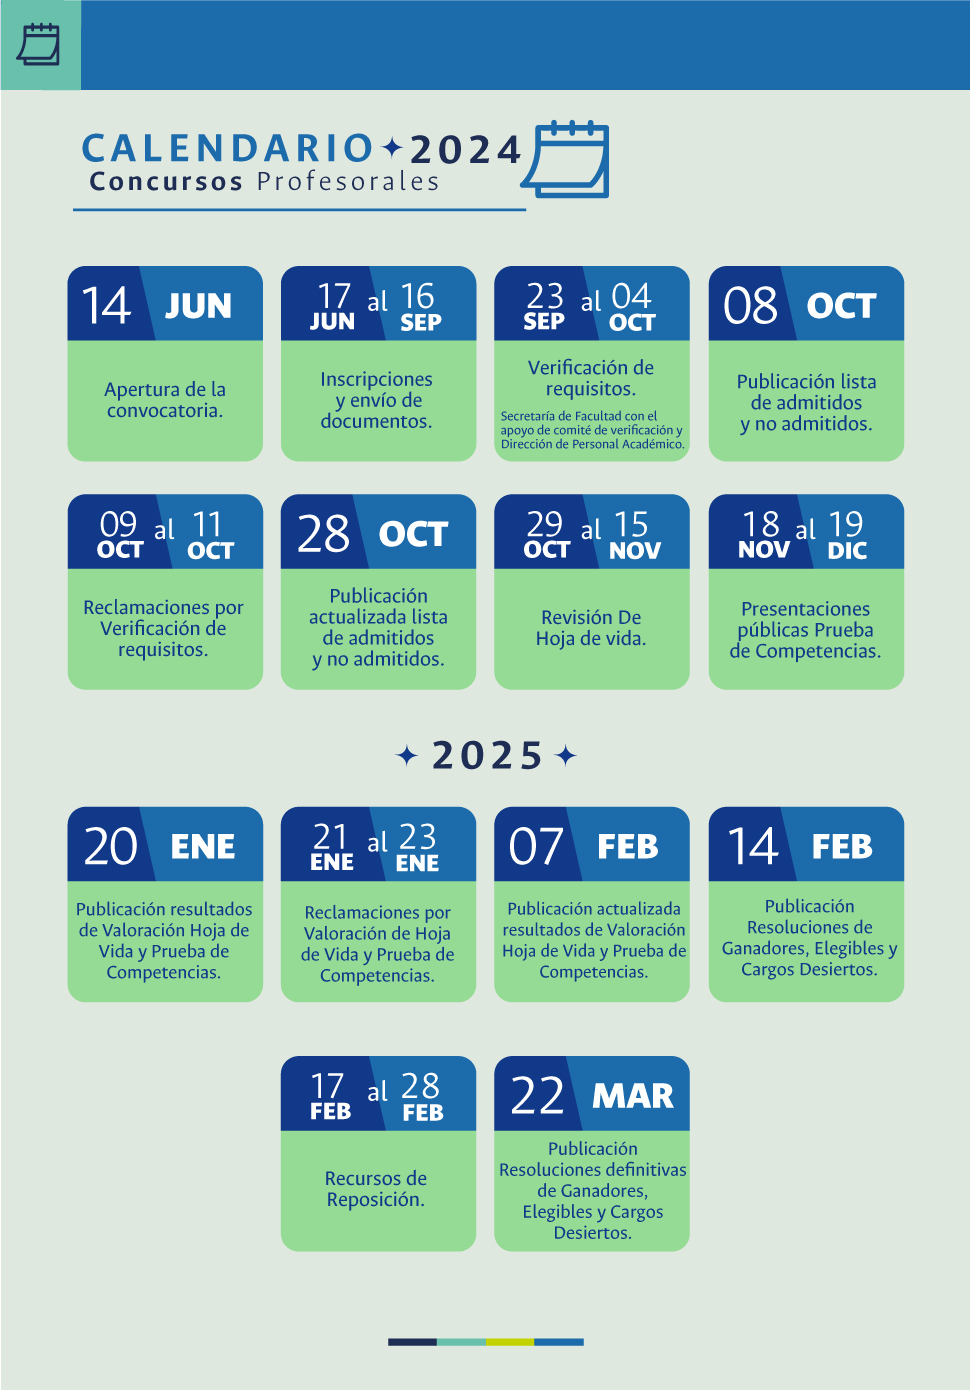 CALENDARIO 2024
Concursos Profesorales
14 JUN
Apertura de la
convocatoria.
17 JUN al 16 SEP
Inscripciones
y envío de
documentos.
23 SEP al 04 OCT
Verificación de
requisitos.
Secretaría de Facultad con el
apoyo de comité de verificación y
Dirección de Personal Académico.
08 OCT
Publicación lista
de admitidos
y no admitidos.
09 OCT al 11 OCT
Reclamaciones por
Verificación de
requisitos.
28 OCT
Publicación
actualizada lista
de admitidos
y no admitidos.
29 OCT al 15 NOV
Revisión De
Hoja de vida.
18 NOV al 19 DIC
Presentaciones
públicas Prueba
de Competencias.
2025
20 ENE
Publicación resultados
de Valoración Hoja de
Vida y Prueba de
Competencias.
21 ENE al 23 ENE
Reclamaciones por
Valoración de Hoja
de Vida y Prueba de
Competencias.
07 FEB
Publicación actualizada
resultados de Valoración
Hoja de Vida y Prueba de
Competencias.
14 FEB
Publicación
Resoluciones de
Ganadores, Elegibles y
Cargos Desiertos.
17 FEB al 28 FEB
Recursos de
Reposición.
22 MAR
Publicación
Resoluciones definitivas
de Ganadores,
Elegibles y Cargos
Desiertos.